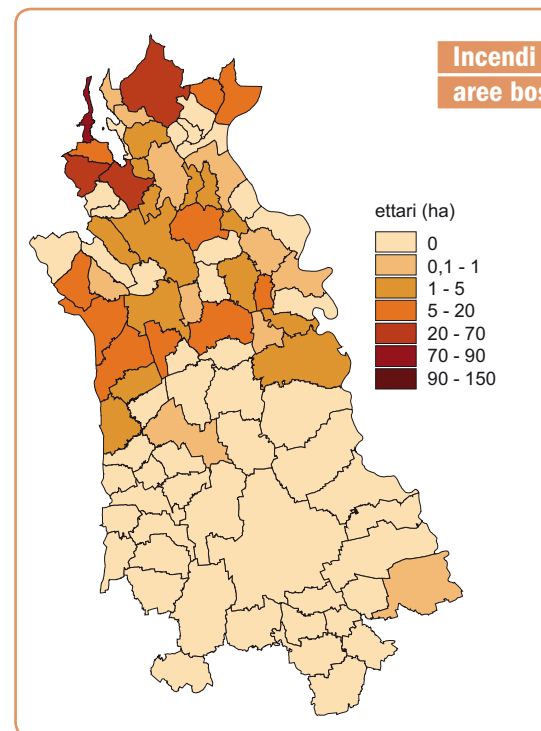 Incendi
aree bos
ettari (ha)
0
0,1 - 1
1 - 5
5 - 20
20 - 70
70 - 90
90 - 150